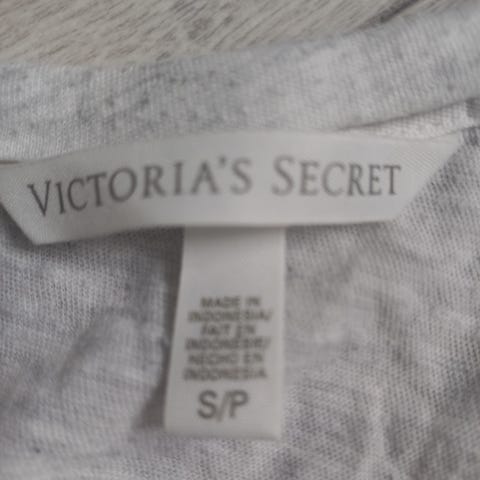 VICTORIA'S SECRET
MADE IN
INDONESIA/
FAIT EN
INDONESIE/
HECHO EN
INDONESIA
S/P